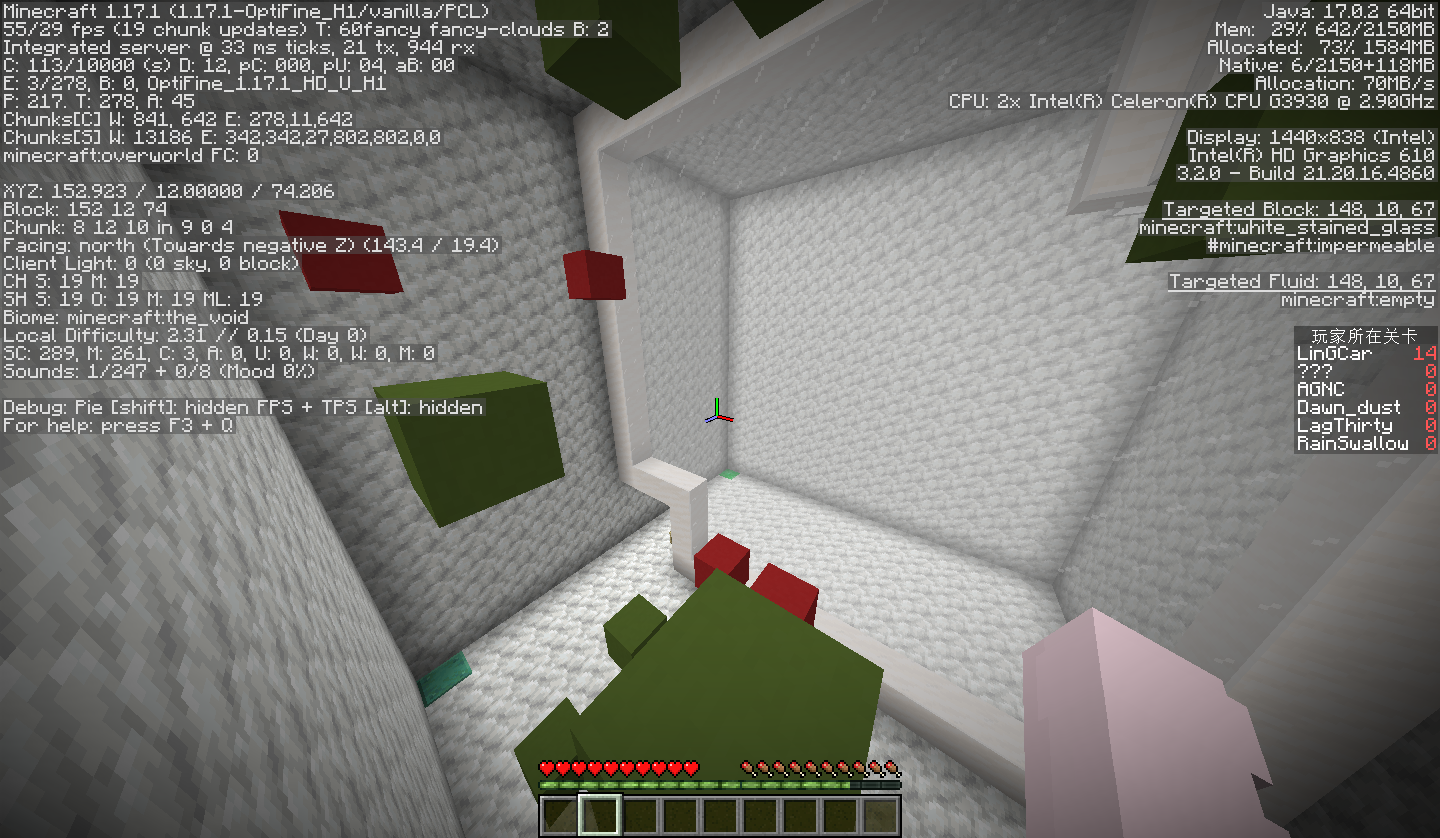 Minecraft 1.17.1 (1.17.1-OptiFine_H1/vanilla/PCL)
55/29 fps (19 chunk updates) T: 60fancy fancy-clouds B: 2
Integrated server @ 33 ms ticks, 21 tx, 944 rx
C: 113/10000 (s) D: 12, pC: 000, pU: 04, aB: 00
E: 3/278, B: 0, OptiFine_1.17.1_HD_U_H1
P: 217. T: 278, A: 45
Chunks[C] W: 841, 642 E: 278,11,642
Chunks[S] W: 13186 E: 342,342,27,802,802,0,0
minecraft:overworld FC: 0
XYZ: 152.923 / 12.00000 / 74.206
Block: 152 12 74
Chunk: 8 12 10 in 9 0 4
Facing: north (Towards negative Z) (143.4 / 19.4)
Client Light: 0 (0 sky, 0 block)
CH S: 19 M: 19
SH S: 19 O: 19 M: 19 ML: 19
Biome: minecraft:the_void
Local Difficulty: 2.31 // 0.15 (Day 0)
SC: 289, M: 261, C: 3, A: 0, U: 0, W: 0, W: 0, M: 0
Sounds: 1/247 + 0/8 (Mood 0%)
Debug: Pie [shift]: hidden FPS + TPS [alt]: hidden
For help: press F3 + Q
Java: 17.0.2 64bit
Mem: 29% 642/2150MB
Allocated: 73% 1584MB
Native: 6/2150+118MB
Allocation: 70MB/s
CPU: 2x Intel(R) Celeron(R) CPU G3930 @ 2.90GHz
Display: 1440x838 (Intel)
Intel(R) HD Graphics 610
3.2.0 - Build 21.20.16.4860
Targeted Block: 148, 10, 67
minecraft:white_stained_glass
#minecraft:impermeable
Targeted Fluid: 148, 10, 67
minecraft:empty
玩家所在关卡
LinGCar 14
??? 0
AGNC 0
Dawn_dust 0
LagThirty 0
RainSwallow 0